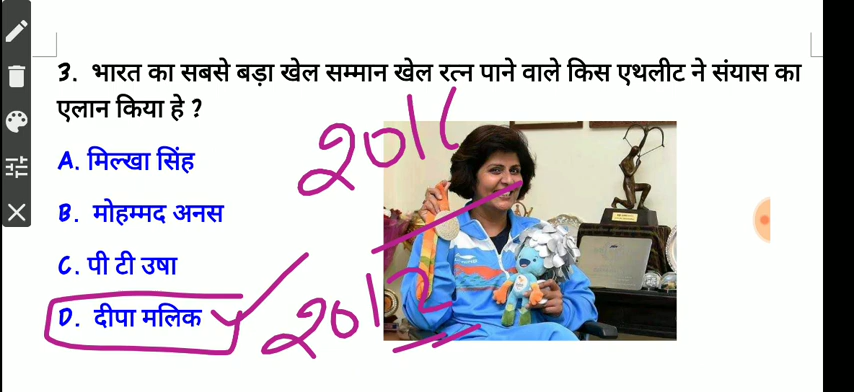 3. भारत का सबसे बड़ा खेल सम्मान खेल रत्न पाने वाले किस एथलीट ने संयास का
एलान किया हे ?
2016
A. मिल्खा सिंह
B. मोहम्मद अनस
C. पी टी उषा
D. दीपा मलिक
2012